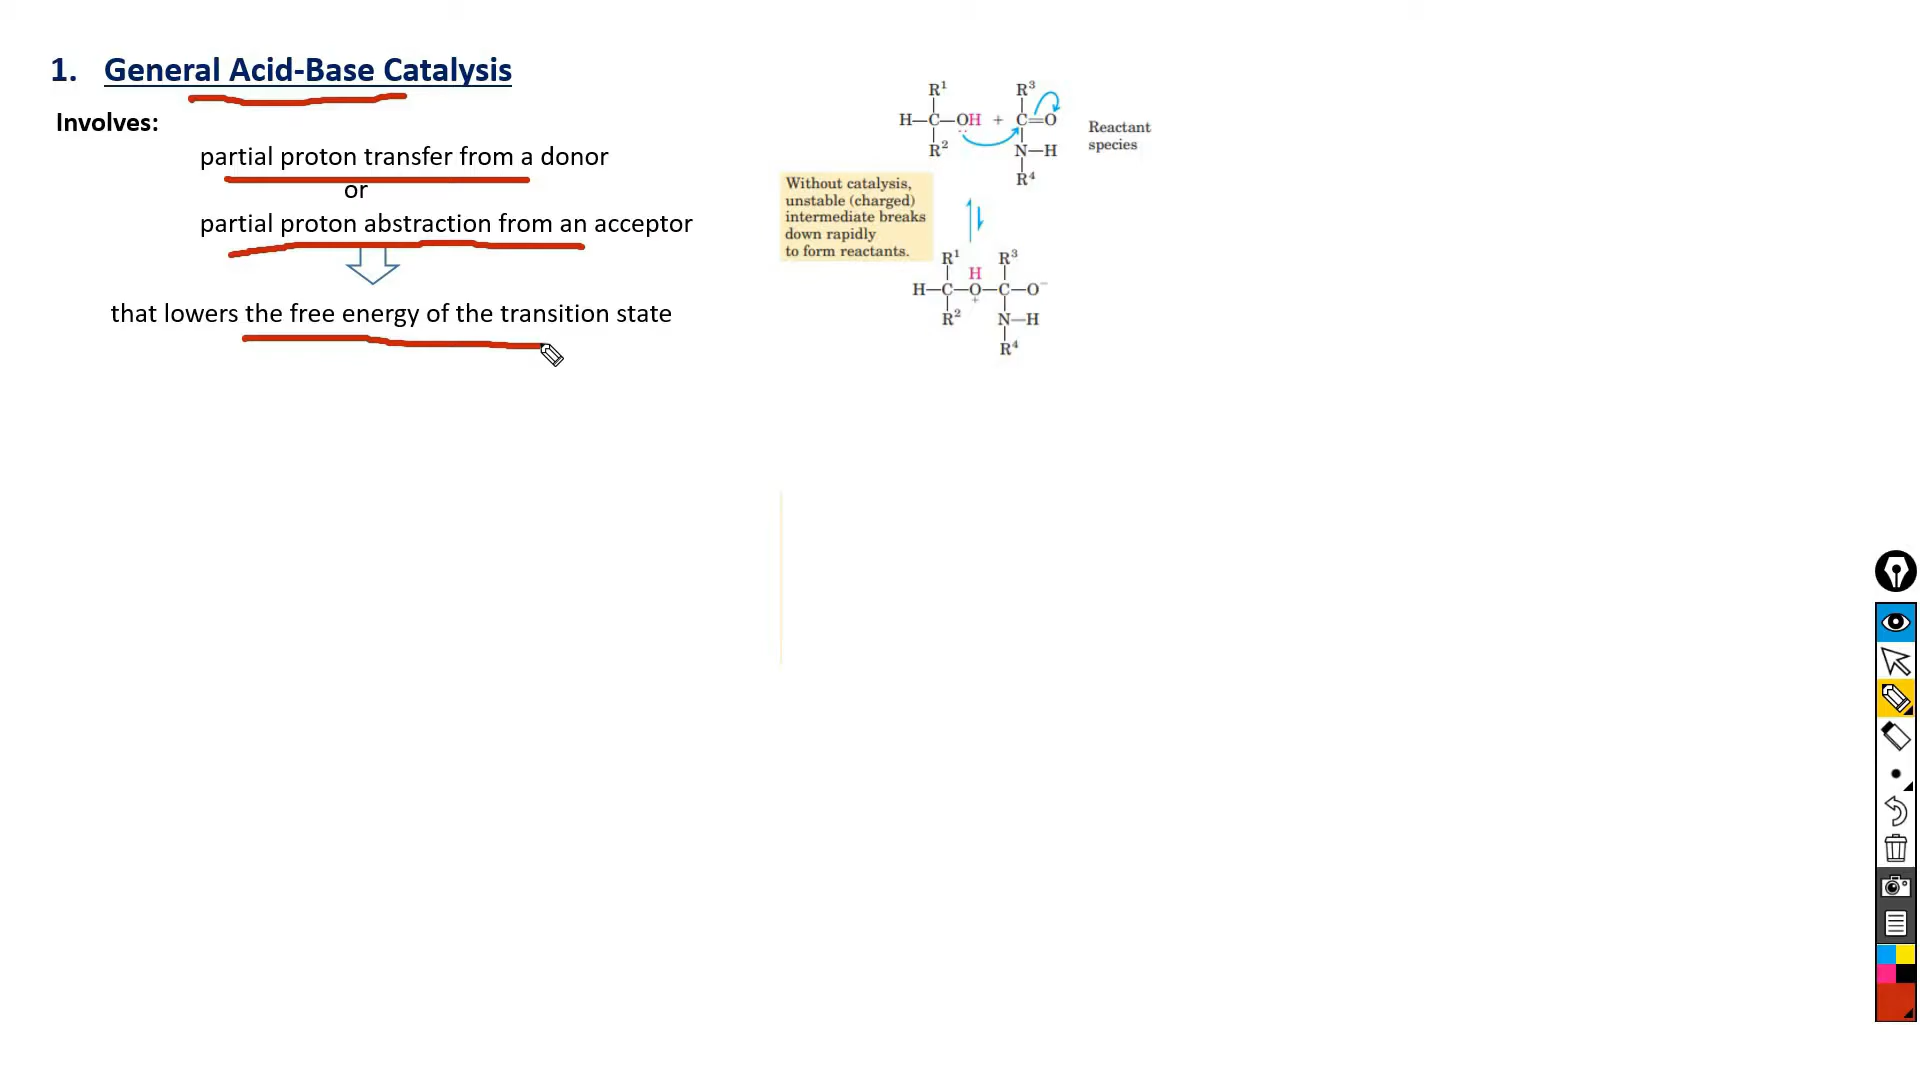 1. General Acid-Base Catalysis
Involves:
partial proton transfer from a donor
or
partial proton abstraction from an acceptor
that lowers the free energy of the transition state
R¹ R³
H—C—OH + C=O
R² N—H
R⁴
Reactant
species
Without catalysis,
unstable (charged)
intermediate breaks
down rapidly
to form reactants.
R¹ H R³
H—C—O—C—O⁻
+
R² N—H
R⁴